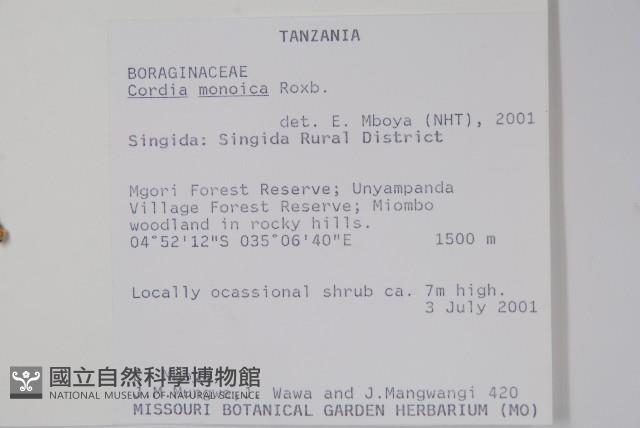 TANZANIA
BORAGINACEAE
Cordia monoica Roxb.
det. E. Mboya (NHT), 2001
Singida: Singida Rural District
Mgori Forest Reserve; Unyampanda
Village Forest Reserve; Miombo
woodland in rocky hills.
04°52'12"S 035°06'40"E 1500 m
Locally ocassional shrub ca. 7m high.
3 July 2001
國立自然科學博物館
NATIONAL MUSEUM OF NATURAL SCIENCE
Wawa and J.Mangwangi 420
MISSOURI BOTANICAL GARDEN HERBARIUM (MO)